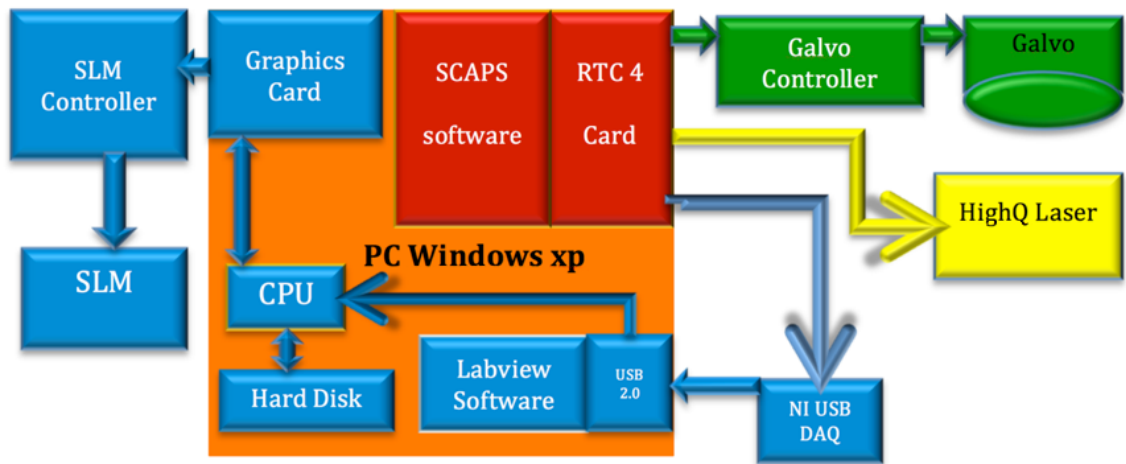 SLM
Controller
Graphics
Card
SCAPS
software
RTC 4
Card
Galvo
Controller
Galvo
HighQ Laser
SLM
PC Windows xp
CPU
Hard Disk
Labview
Software
USB
2.0
NI USB
DAQ